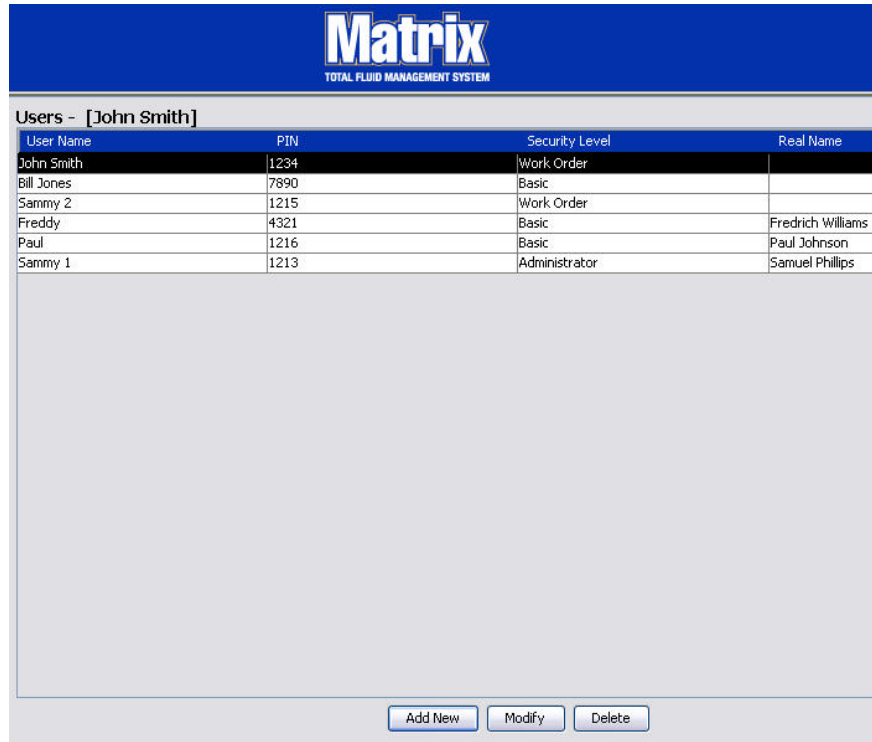 Matrix
TOTAL FLUID MANAGEMENT SYSTEM
Users - [John Smith]
User Name PIN Security Level Real Name
John Smith 1234 Work Order
Bill Jones 7890 Basic
Sammy 2 1215 Work Order
Freddy 4321 Basic Fredrich Williams
Paul 1216 Basic Paul Johnson
Sammy 1 1213 Administrator Samuel Phillips
Add New Modify Delete